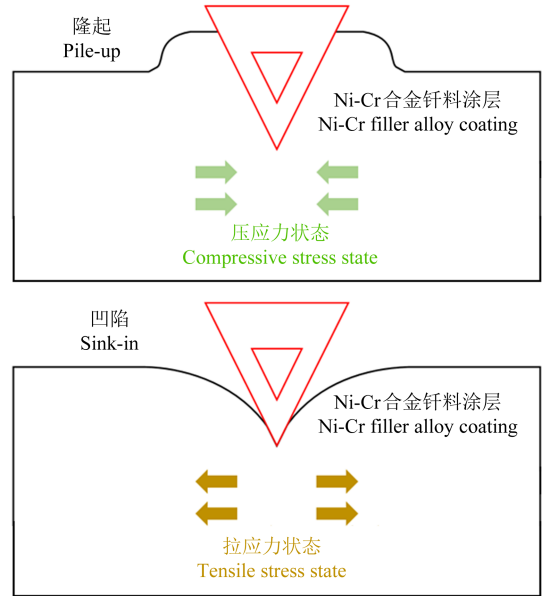 隆起
Pile-up
Ni-Cr合金钎料涂层
Ni-Cr filler alloy coating
压应力状态
Compressive stress state
凹陷
Sink-in
Ni-Cr合金钎料涂层
Ni-Cr filler alloy coating
拉应力状态
Tensile stress state